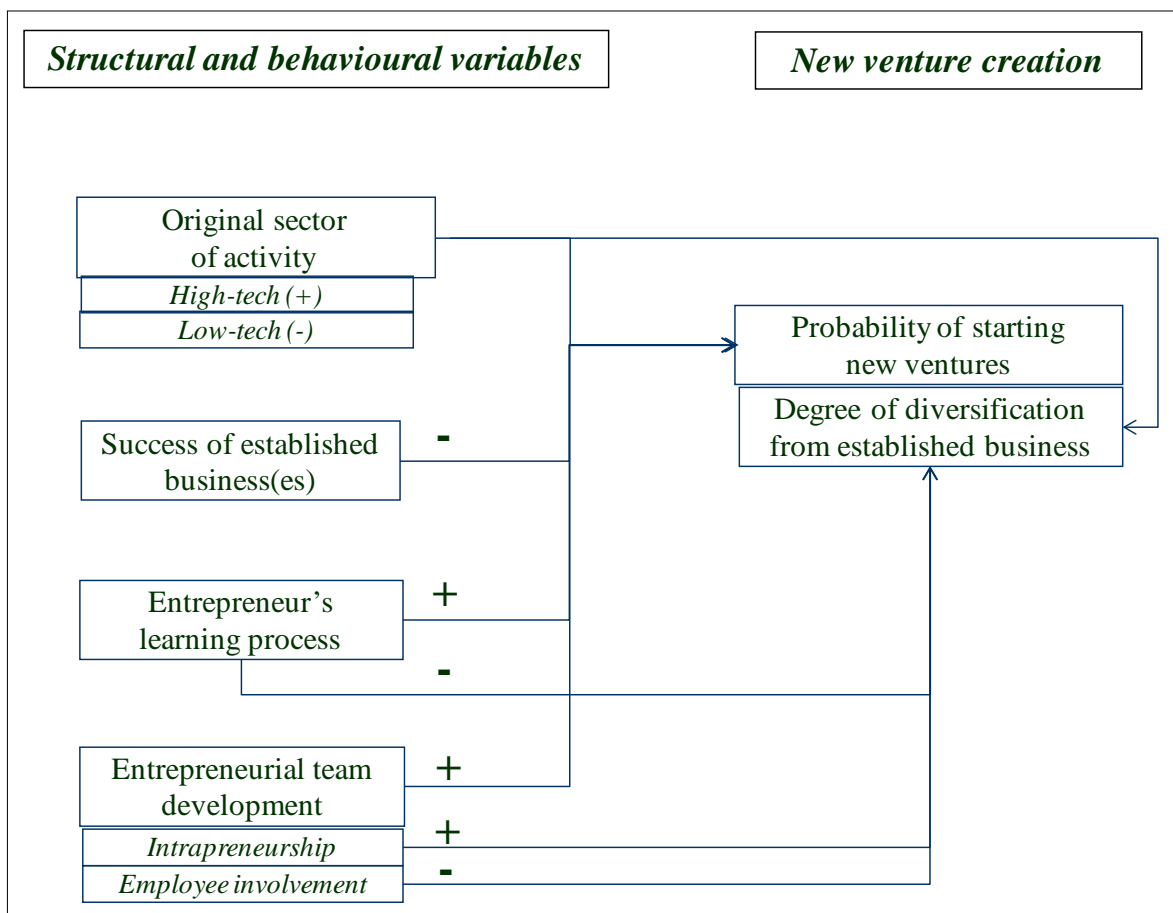 Structural and behavioural variables
New venture creation
Original sector
of activity
High-tech (+)
Low-tech (-)
Probability of starting
new ventures
Degree of diversification
from established business
-
Success of established
business(es)
+
Entrepreneur’s
learning process
-
+
Entrepreneurial team
development
+
Intrapreneurship
-
Employee involvement